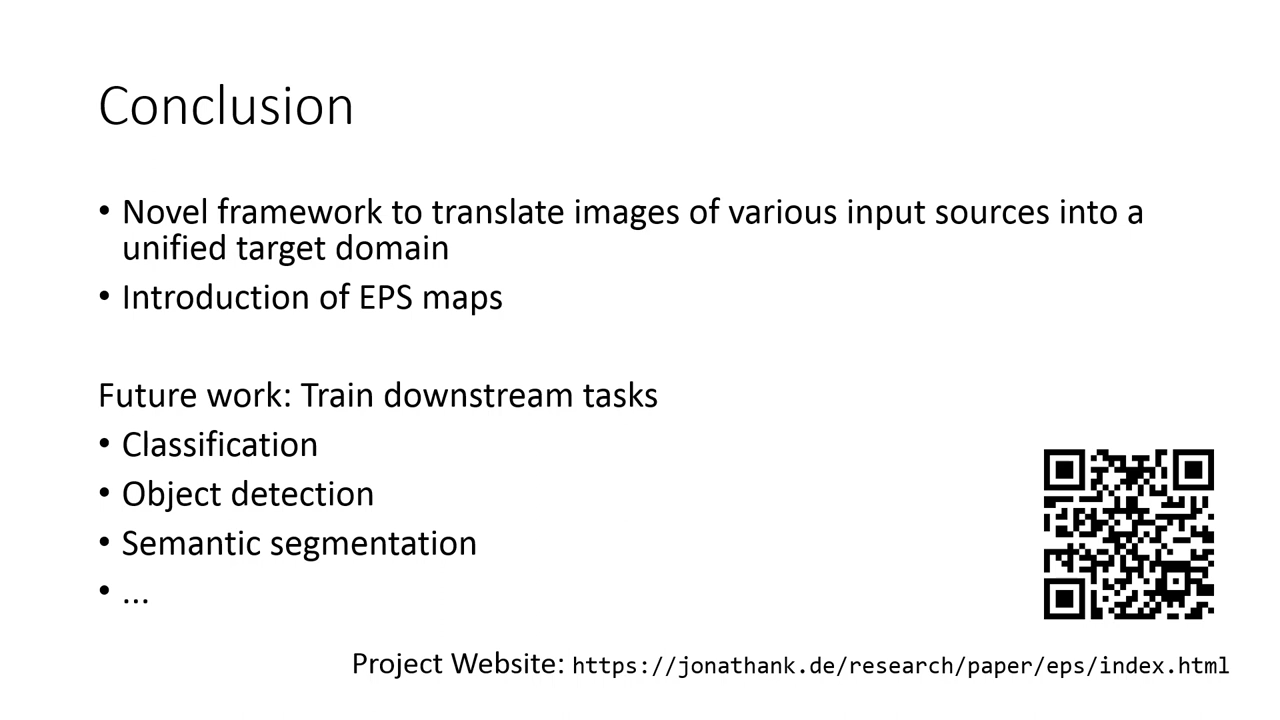 Conclusion
• Novel framework to translate images of various input sources into a
unified target domain
• Introduction of EPS maps
Future work: Train downstream tasks
• Classification
• Object detection
• Semantic segmentation
• ...
Project Website: https://jonathank.de/research/paper/eps/index.html